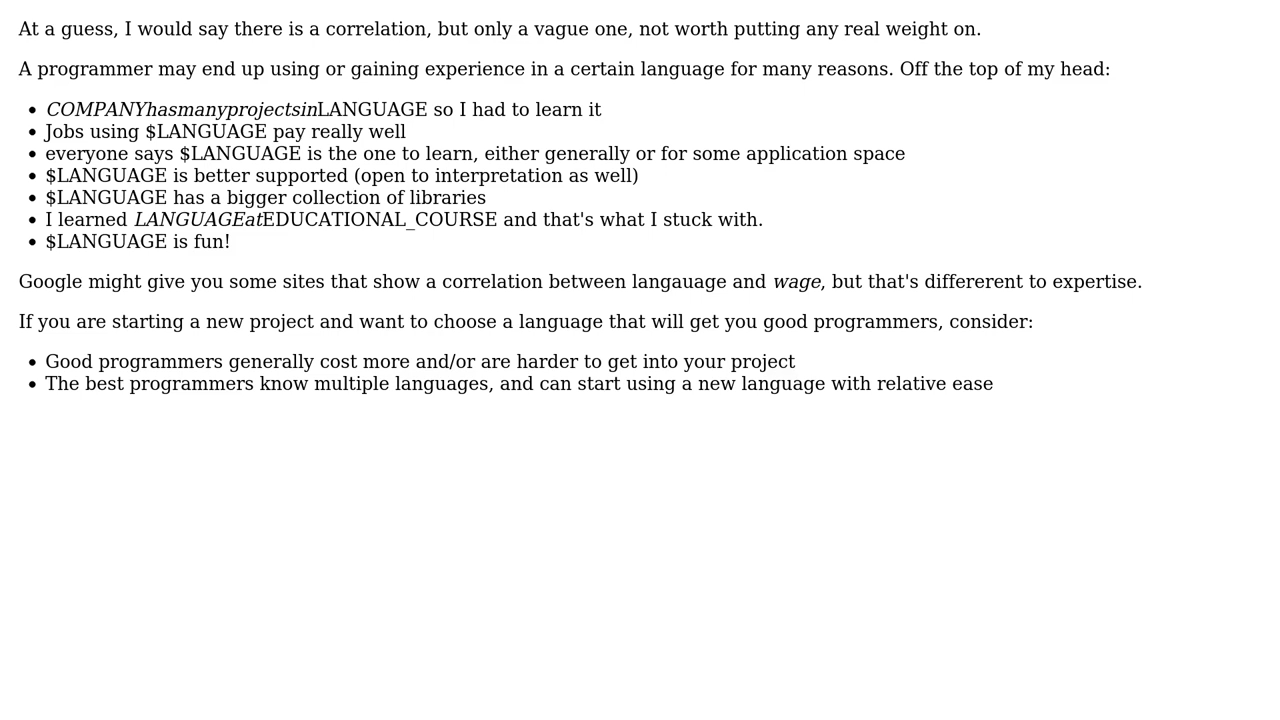 At a guess, I would say there is a correlation, but only a vague one, not worth putting any real weight on.
A programmer may end up using or gaining experience in a certain language for many reasons. Off the top of my head:
• COMPANYhasmanyprojectsinLANGUAGE so I had to learn it
• Jobs using $LANGUAGE pay really well
• everyone says $LANGUAGE is the one to learn, either generally or for some application space
• $LANGUAGE is better supported (open to interpretation as well)
• $LANGUAGE has a bigger collection of libraries
• I learned LANGUAGEatEDUCATIONAL_COURSE and that's what I stuck with.
• $LANGUAGE is fun!
Google might give you some sites that show a correlation between langauage and wage, but that's differerent to expertise.
If you are starting a new project and want to choose a language that will get you good programmers, consider:
• Good programmers generally cost more and/or are harder to get into your project
• The best programmers know multiple languages, and can start using a new language with relative ease